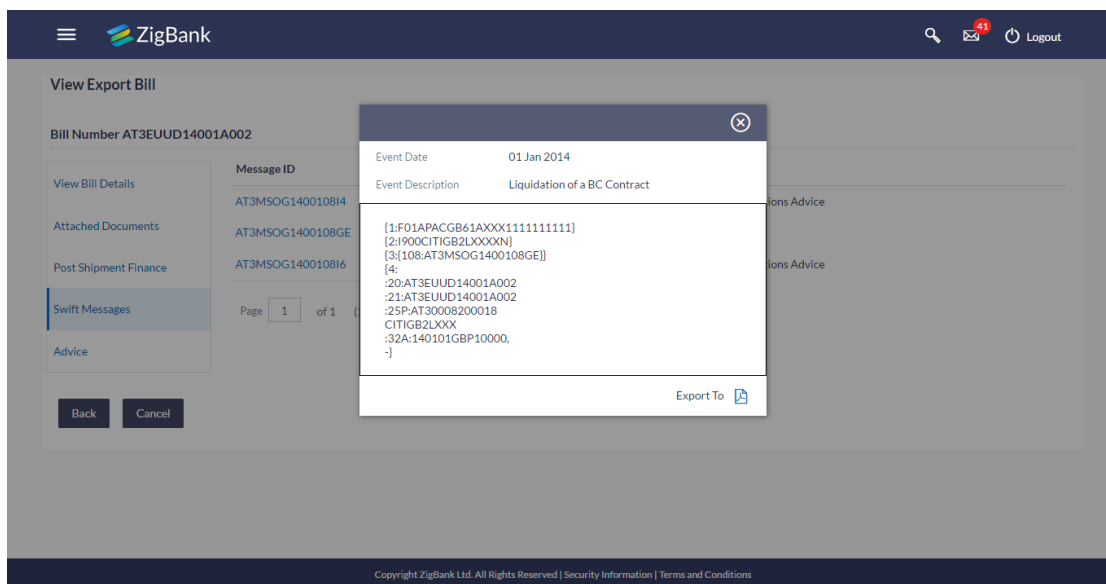 ZigBank
41
Logout
View Export Bill
Bill Number AT3EUUD14001A002
View Bill Details
Attached Documents
Post Shipment Finance
Swift Messages
Advice
Message ID
AT3MSOG1400108I4
ions Advice
AT3MSOG1400108GE
AT3MSOG1400108I6
ions Advice
Page 1 of 1 (
Event Date 01 Jan 2014
Event Description Liquidation of a BC Contract
{1:F01APACGB61AXXX1111111111}
{2:I900CITIGB2LXXXXN}
{3:{108:AT3MSOG1400108GE}}
{4:
:20:AT3EUUD14001A002
:21:AT3EUUD14001A002
:25P:AT30008200018
CITIGB2LXXX
:32A:140101GBP10000,
-}
Export To
Back Cancel
Copyright ZigBank Ltd. All Rights Reserved | Security Information | Terms and Conditions